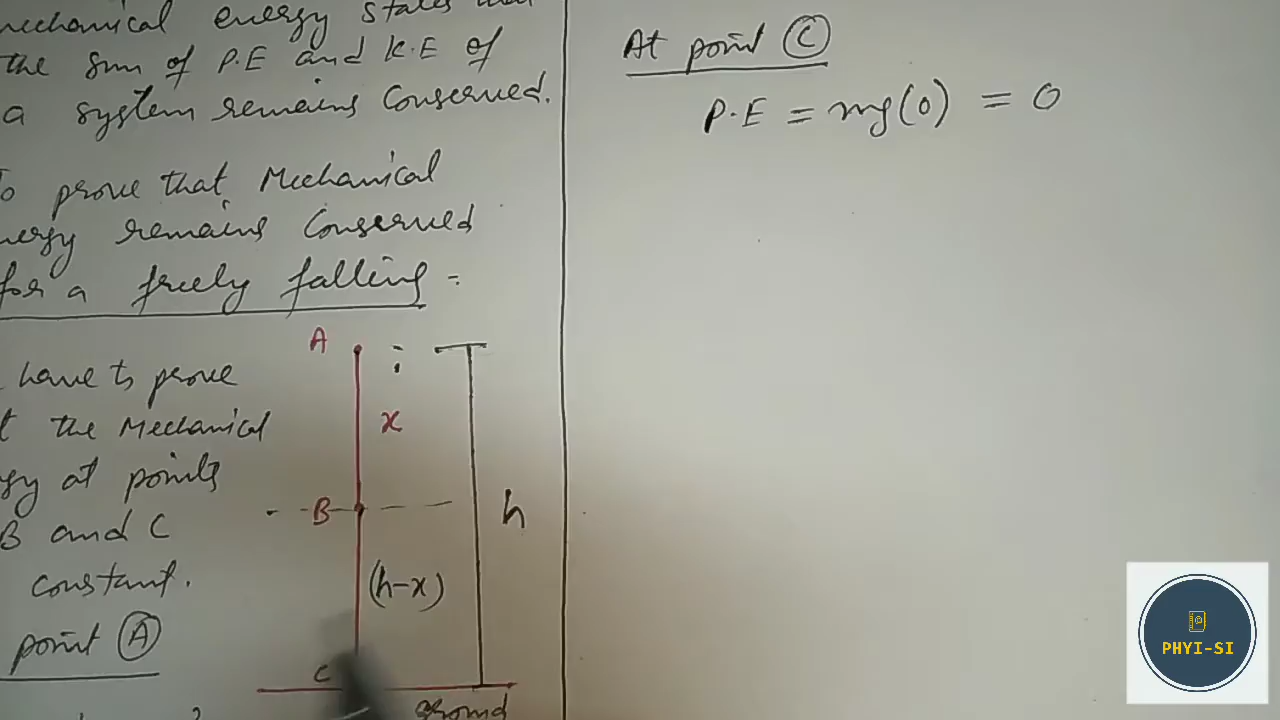 mechanical energy states that
the sum of P.E and K.E of
a system remains conserved.
To prove that Mechanical
energy remains conserved
for a freely falling =
have to prove
the Mechanical
at points
B and C
constant.
point (A)
A
x
B
h
(h-x)
C
ground
At point (C)
P.E = mg(0) = 0
PHYI-SI